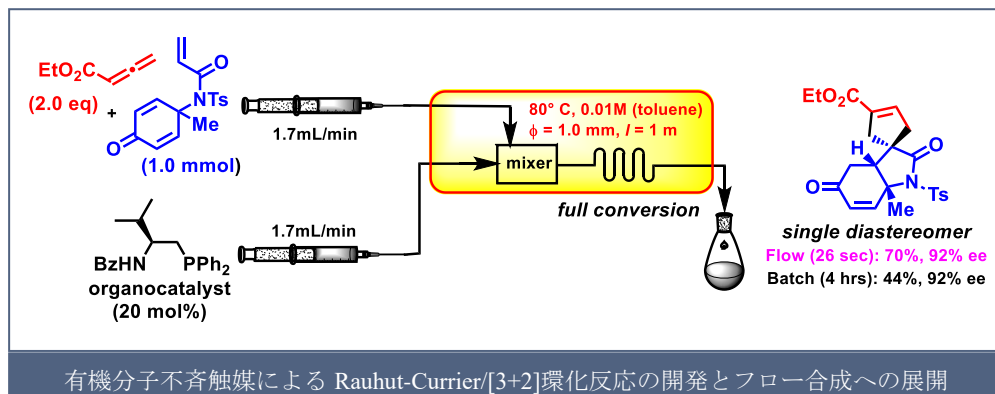 EtO₂C
(2.0 eq)
+
O
N Ts
Me
O
(1.0 mmol)
1.7mL/min
80° C, 0.01M (toluene)
ϕ = 1.0 mm, l = 1 m
mixer
full conversion
BzHN
PPh₂
organocatalyst
(20 mol%)
1.7mL/min
EtO₂C
H
O
N Ts
O
Me
single diastereomer
Flow (26 sec): 70%, 92% ee
Batch (4 hrs): 44%, 92% ee
有機分子不斉触媒による Rauhut-Currier/[3+2]環化反応の開発とフロー合成への展開